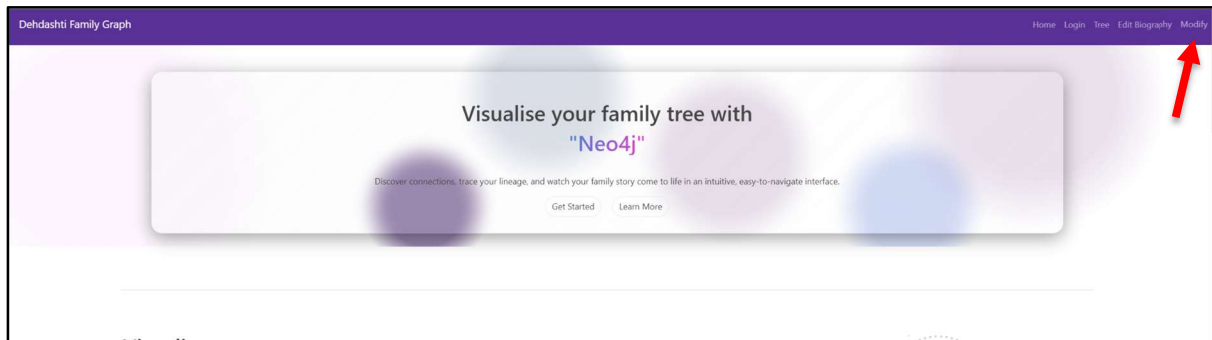 Dehdashti Family Graph
Home Login Tree Edit Biography Modify
Visualise your family tree with
"Neo4j"
Discover connections, trace your lineage, and watch your family story come to life in an intuitive, easy-to-navigate interface.
Get Started Learn More